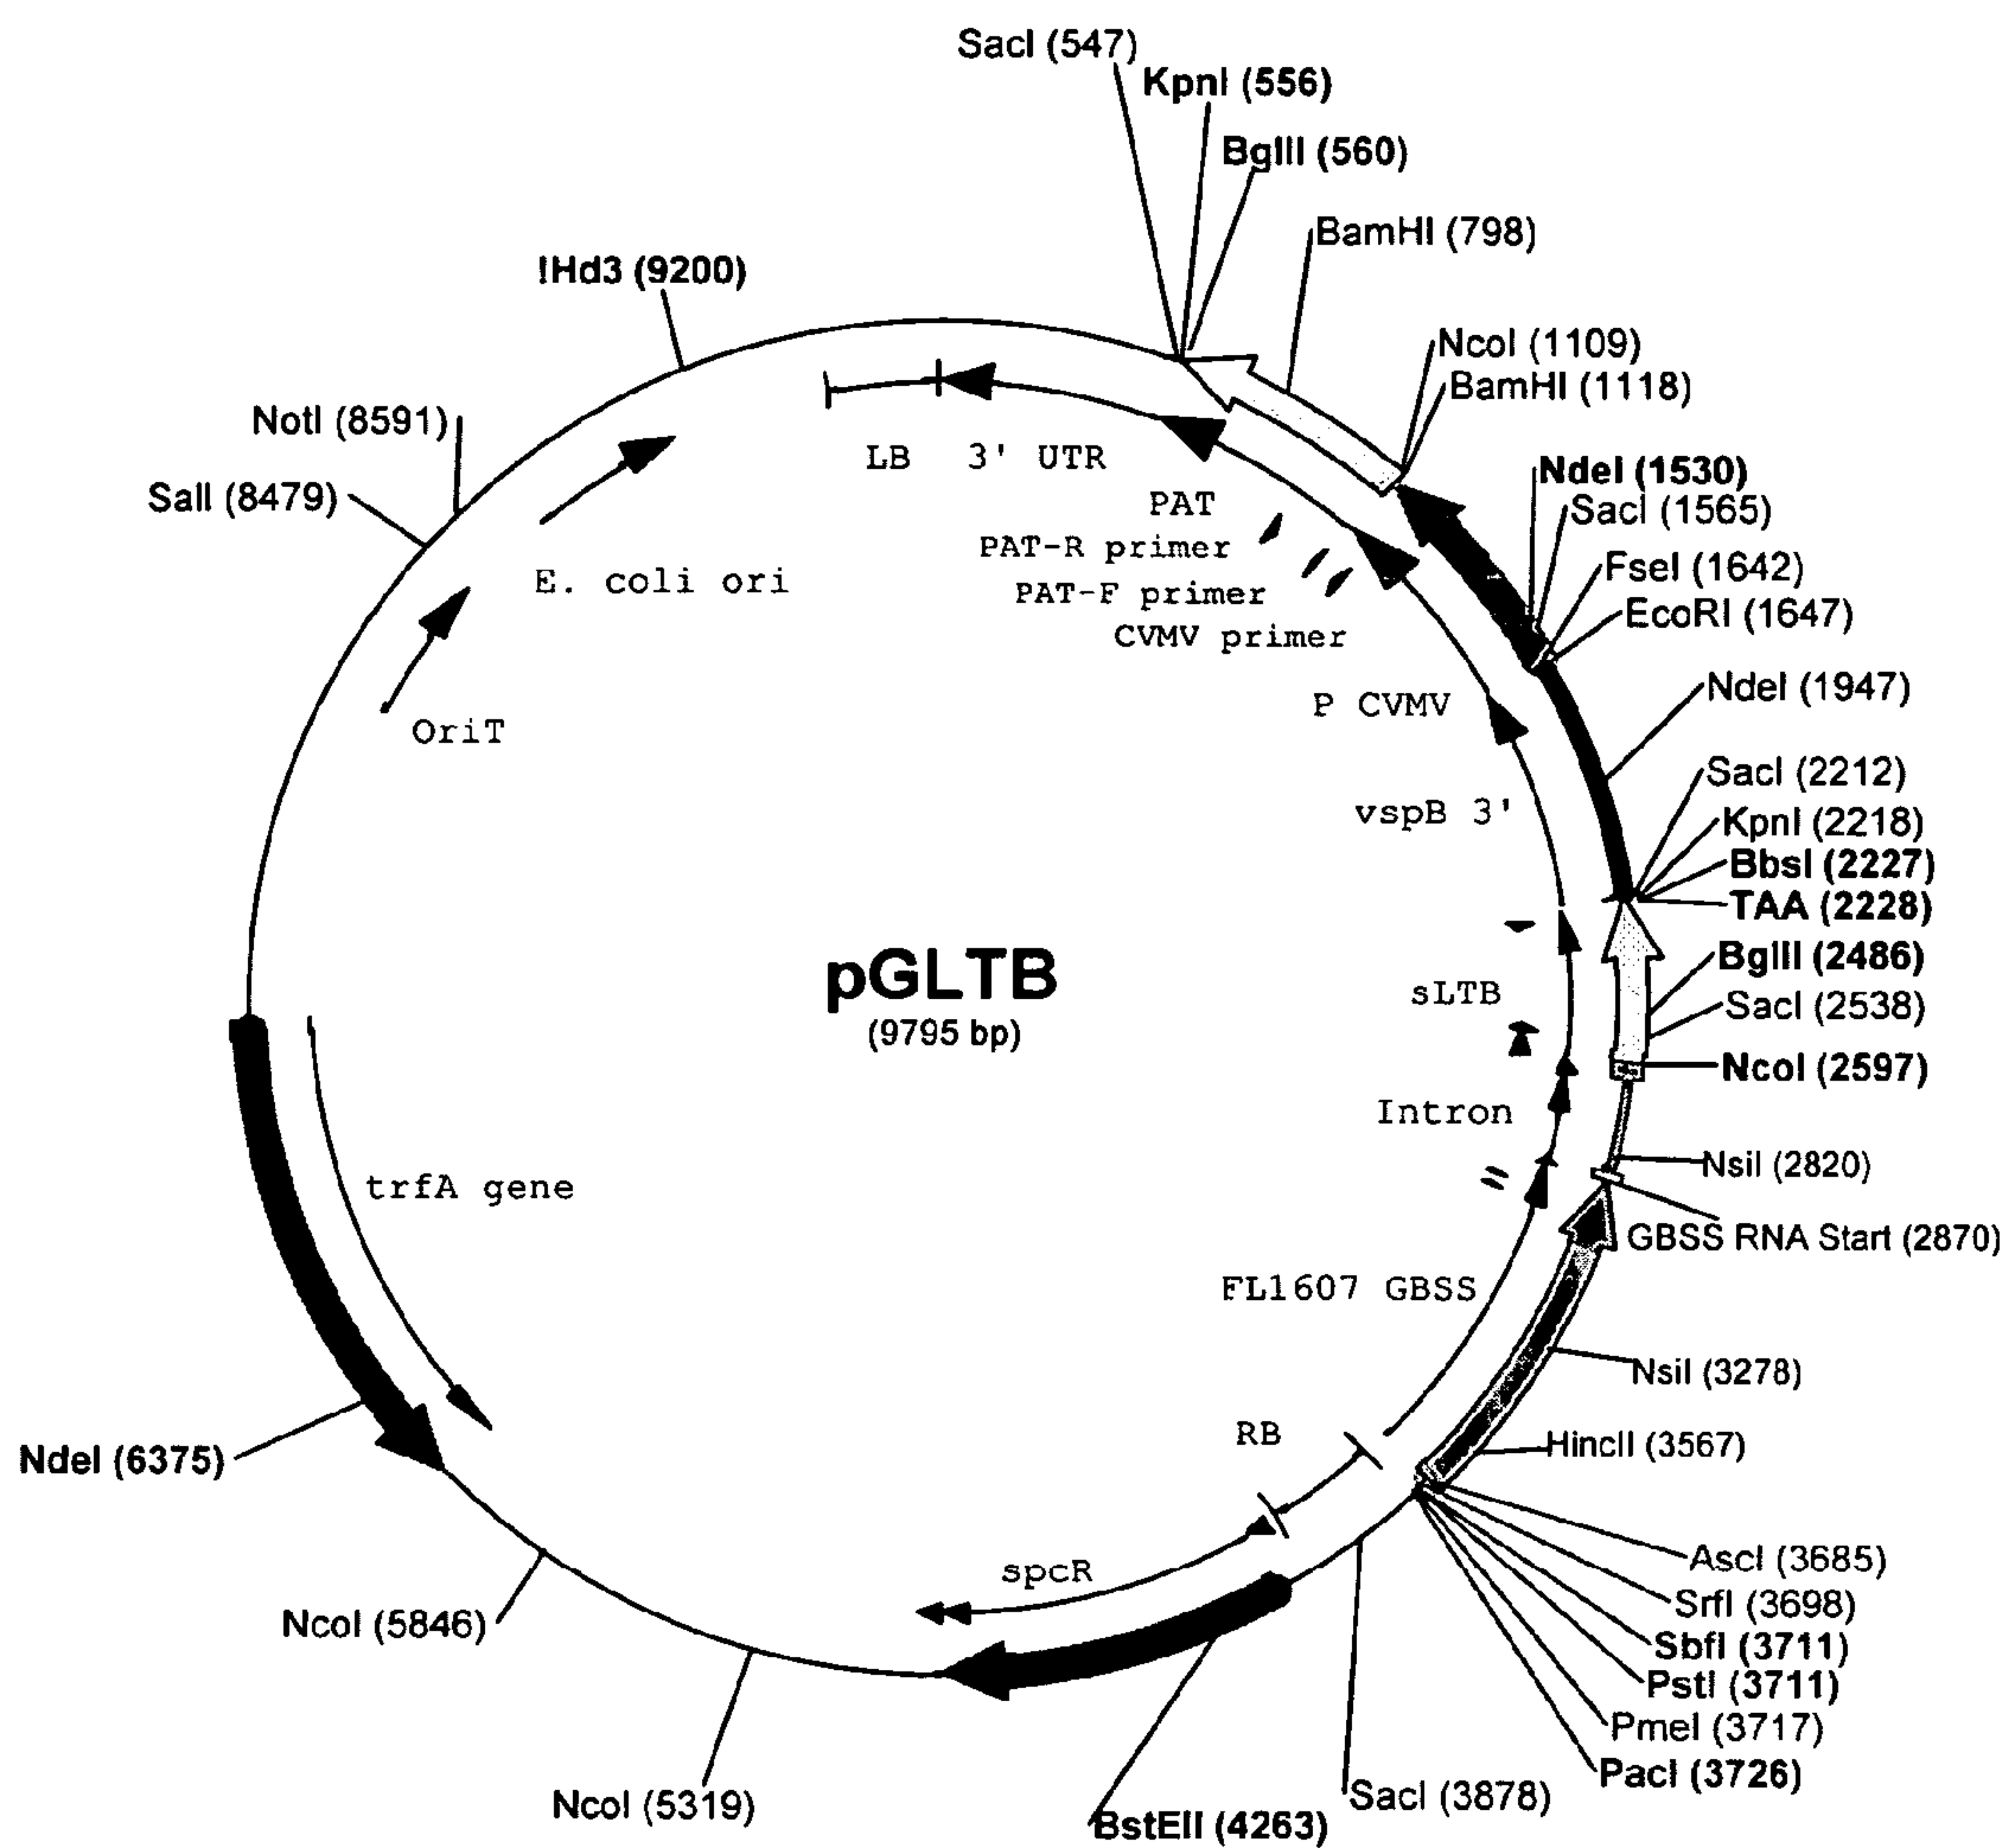 SacI (547)
KpnI (556)
BglII (560)
BamHI (798)
!Hd3 (9200)
NcoI (1109)
BamHI (1118)
NotI (8591)
SalI (8479)
NdeI (1530)
SacI (1565)
FseI (1642)
EcoRI (1647)
LB 3' UTR
PAT
PAT-R primer
PAT-F primer
CVMV primer
E. coli ori
OriT
P CVMV
NdeI (1947)
vspB 3'
SacI (2212)
KpnI (2218)
BbsI (2227)
TAA (2228)
BglII (2486)
SacI (2538)
NcoI (2597)
pGLTB
(9795 bp)
sLTB
Intron
NsiI (2820)
GBSS RNA Start (2870)
trfA gene
FL1607 GBSS
NsiI (3278)
HincII (3567)
RB
NdeI (6375)
spcR
AscI (3685)
SrfI (3698)
SbfI (3711)
PstI (3711)
PmeI (3717)
PacI (3726)
NcoI (5846)
NcoI (5319)
SacI (3878)
BstEII (4263)